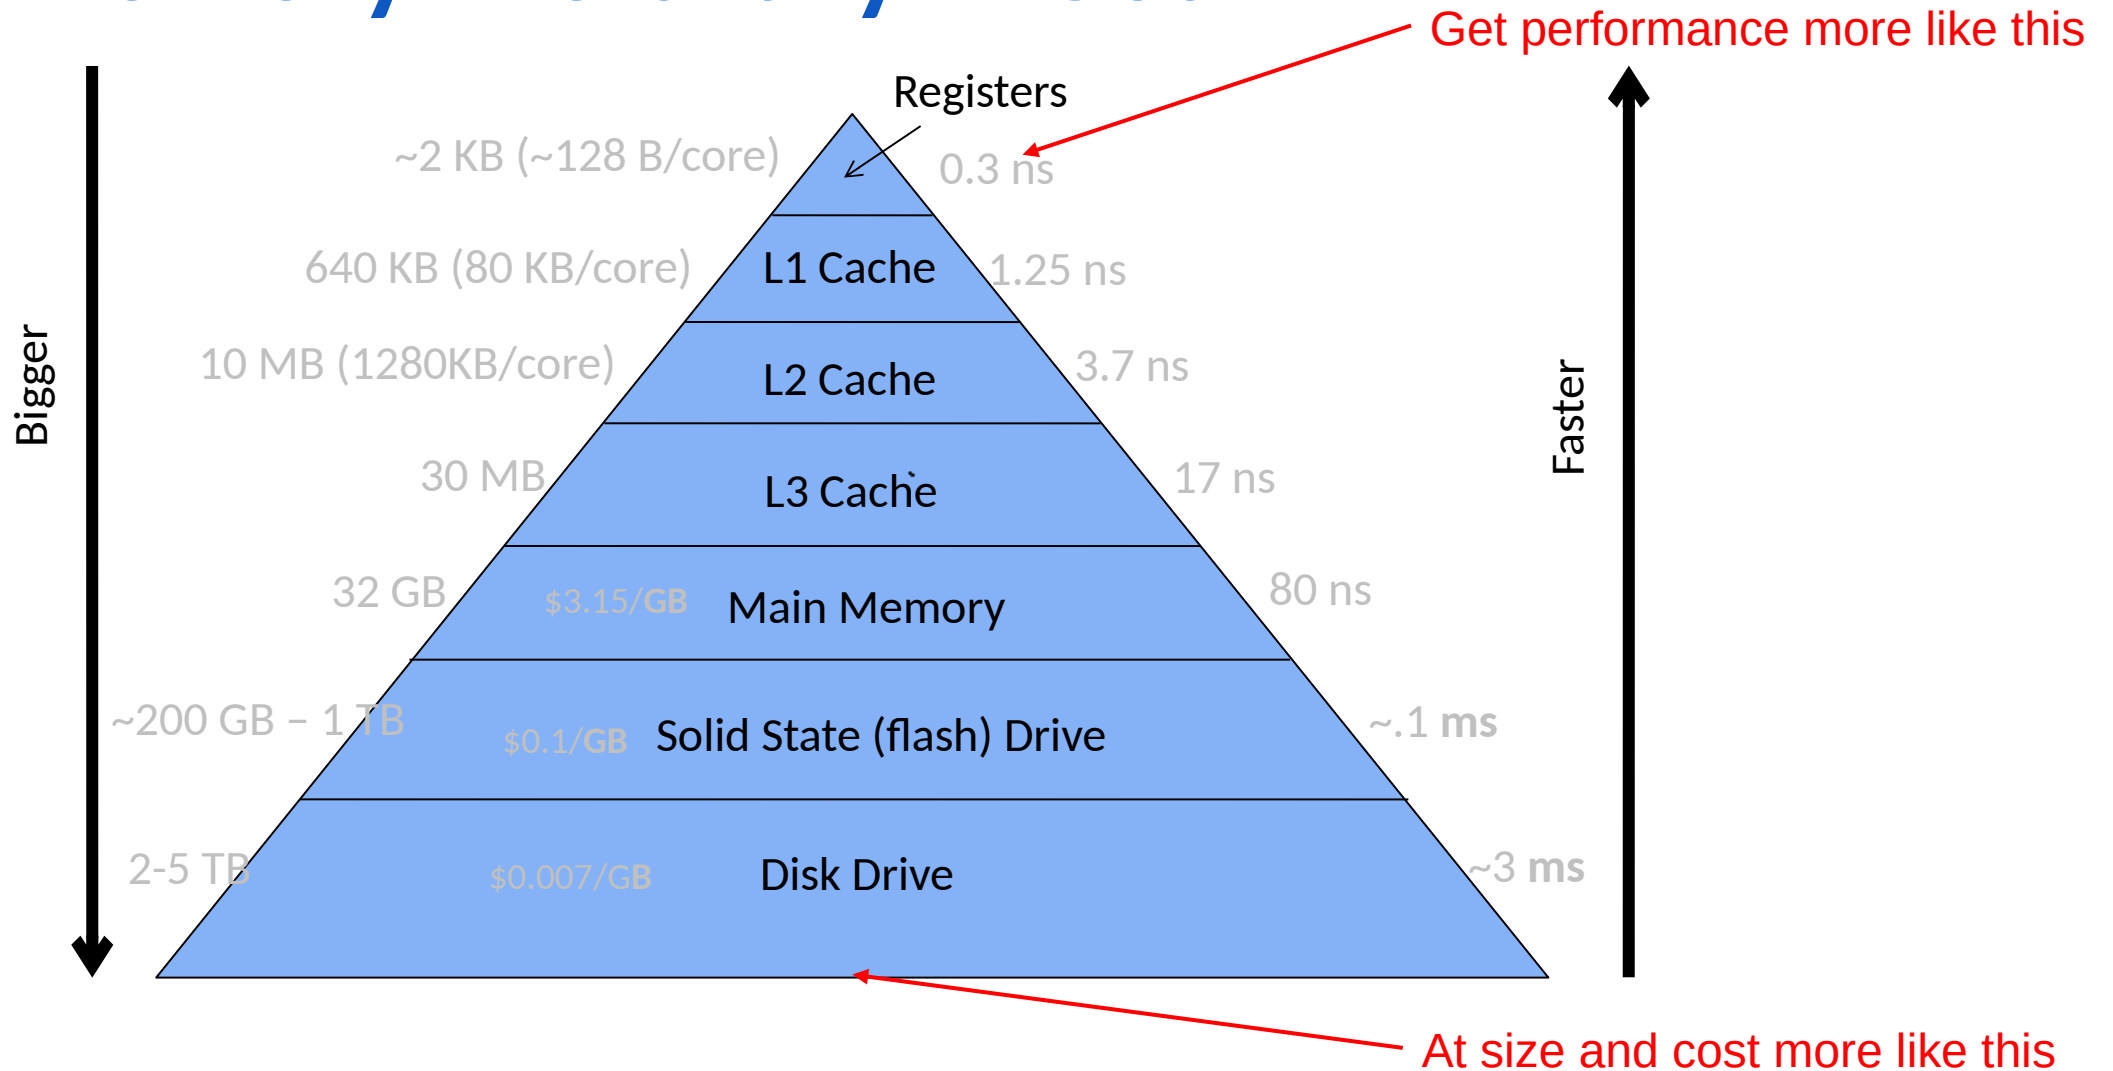 Get performance more like this
Registers
~2 KB (~128 B/core)
0.3 ns
640 KB (80 KB/core)
L1 Cache
1.25 ns
Bigger
10 MB (1280KB/core)
L2 Cache
3.7 ns
Faster
30 MB
L3 Cache
17 ns
32 GB
$3.15/GB
Main Memory
80 ns
~200 GB – 1 TB
$0.1/GB
Solid State (flash) Drive
~.1 ms
2-5 TB
$0.007/GB
Disk Drive
~3 ms
At size and cost more like this